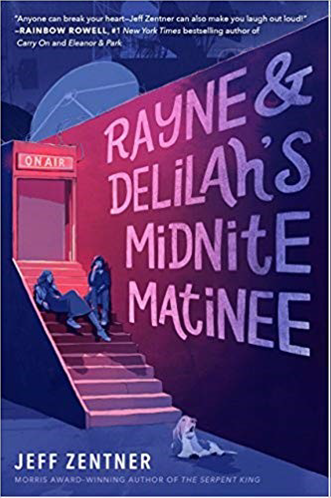 "Anyone can break your heart–Jeff Zentner can also make you laugh out loud!"
–RAINBOW ROWELL, #1 New York Times bestselling author of
Carry On and Eleanor & Park
ON AIR
RAYNE &
DELILAH'S
MIDNITE
MATINEE
JEFF ZENTNER
MORRIS AWARD–WINNING AUTHOR OF THE SERPENT KING